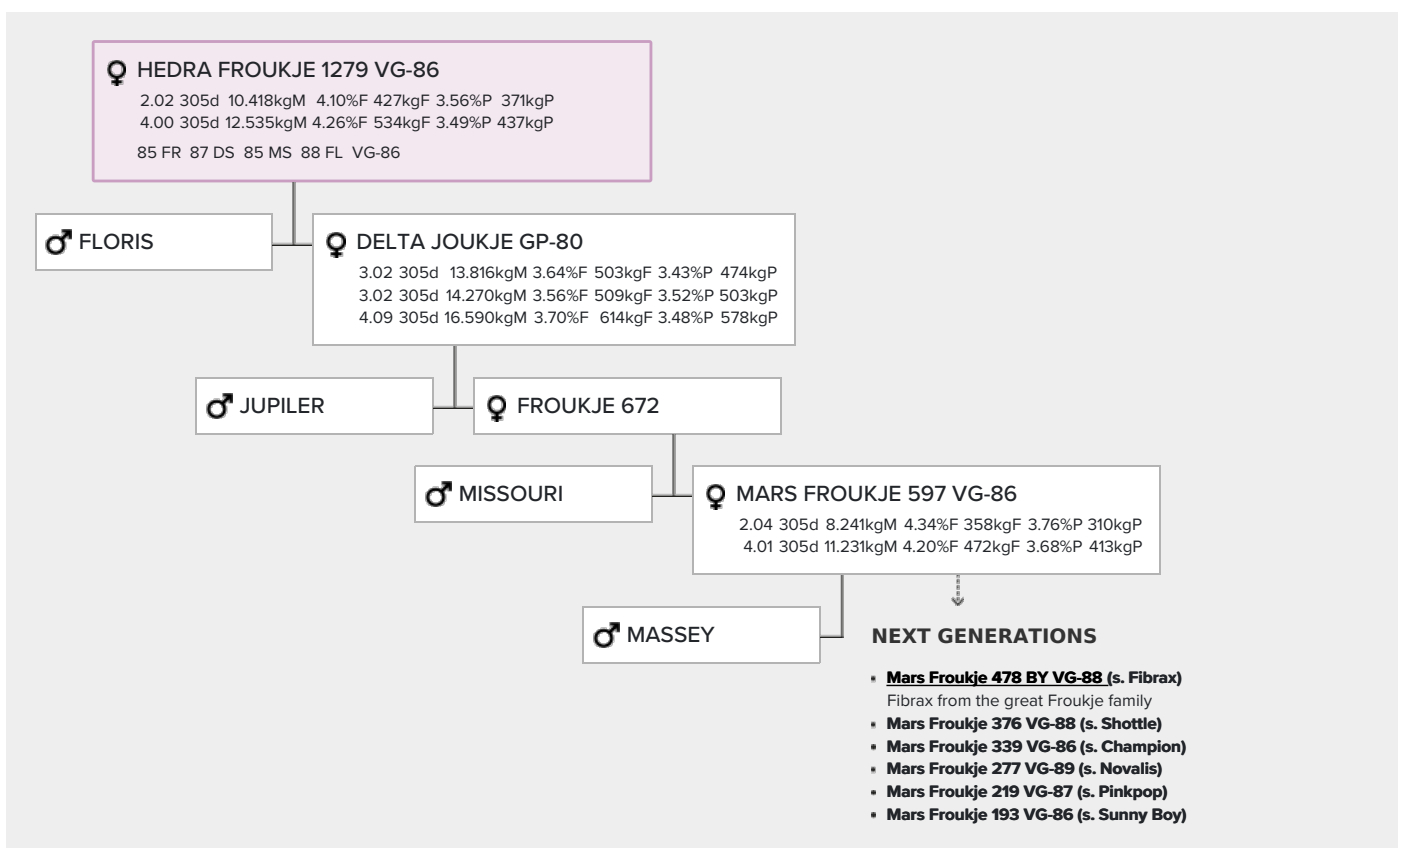 HEDRA FROUKJE 1279 VG-86
2.02 305d 10.418kgM 4.10%F 427kgF 3.56%P 371kgP
4.00 305d 12.535kgM 4.26%F 534kgF 3.49%P 437kgP
85 FR 87 DS 85 MS 88 FL VG-86
FLORIS
DELTA JOUKJE GP-80
3.02 305d 13.816kgM 3.64%F 503kgF 3.43%P 474kgP
3.02 305d 14.270kgM 3.56%F 509kgF 3.52%P 503kgP
4.09 305d 16.590kgM 3.70%F 614kgF 3.48%P 578kgP
JUPILER
FROUKJE 672
MISSOURI
MARS FROUKJE 597 VG-86
2.04 305d 8.241kgM 4.34%F 358kgF 3.76%P 310kgP
4.01 305d 11.231kgM 4.20%F 472kgF 3.68%P 413kgP
MASSEY
NEXT GENERATIONS
Mars Froukje 478 BY VG-88 (s. Fibrax)
Fibrax from the great Froukje family
Mars Froukje 376 VG-88 (s. Shottle)
Mars Froukje 339 VG-86 (s. Champion)
Mars Froukje 277 VG-89 (s. Novalis)
Mars Froukje 219 VG-87 (s. Pinkpop)
Mars Froukje 193 VG-86 (s. Sunny Boy)